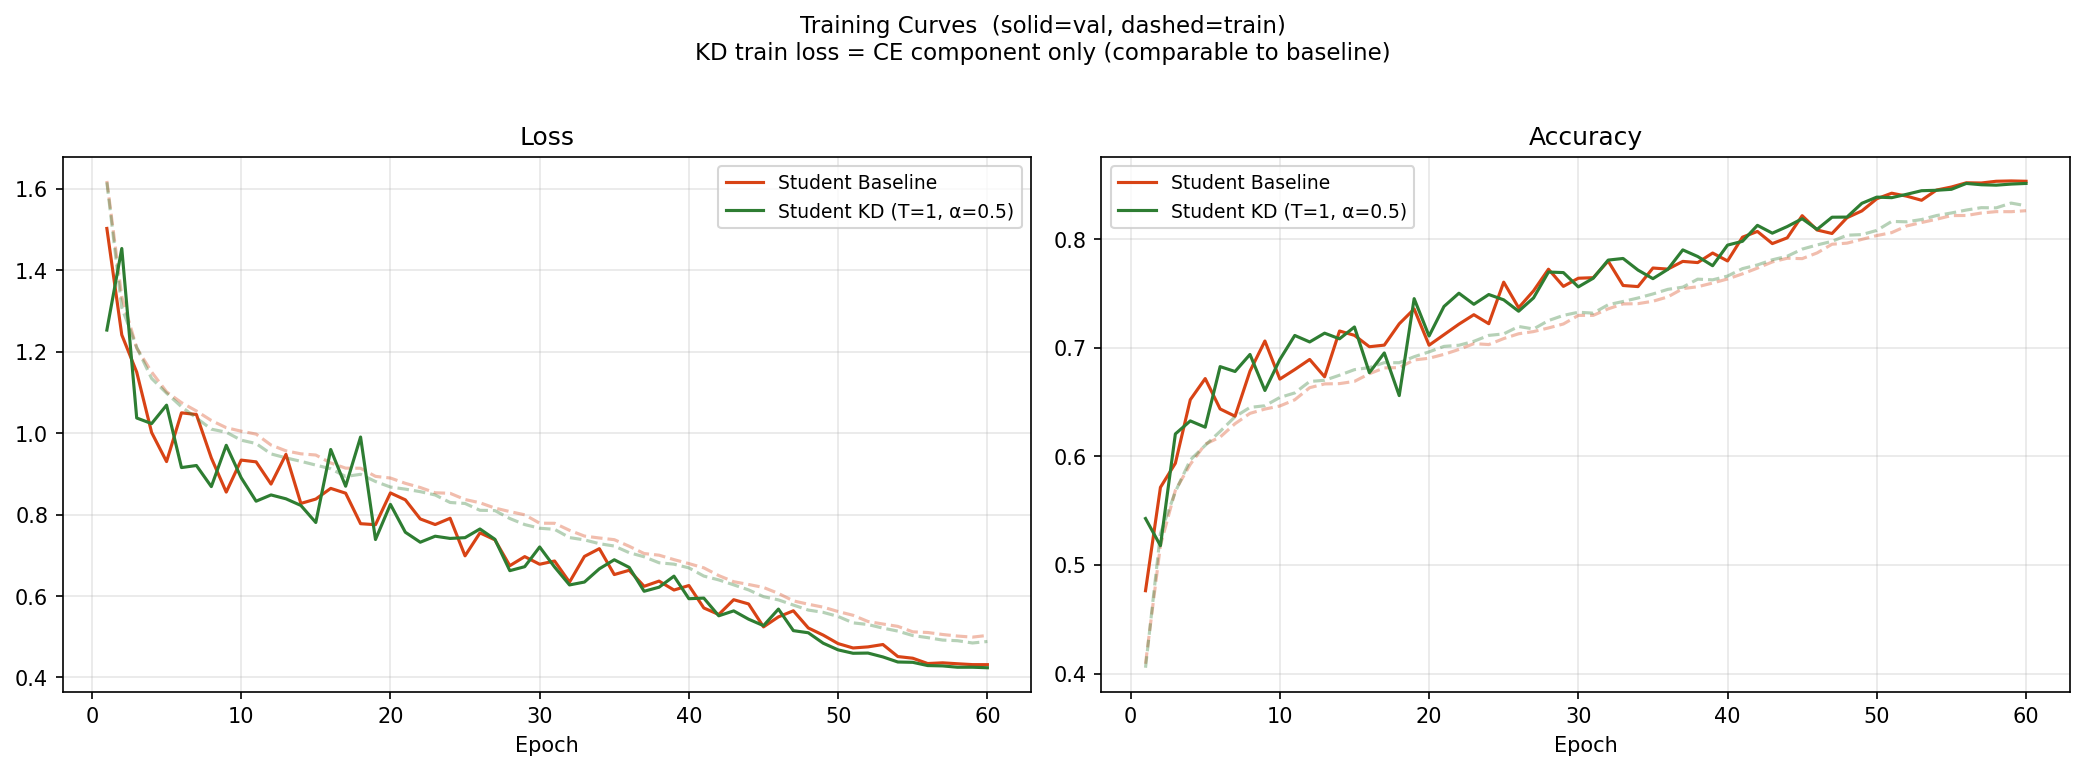 Training Curves  (solid=val, dashed=train)
KD train loss = CE component only (comparable to baseline)
Loss
Student Baseline
Student KD (T=1, α=0.5)
1.6
1.4
1.2
1.0
0.8
0.6
0.4
0
10
20
30
40
50
60
Epoch
Accuracy
Student Baseline
Student KD (T=1, α=0.5)
0.8
0.7
0.6
0.5
0.4
0
10
20
30
40
50
60
Epoch